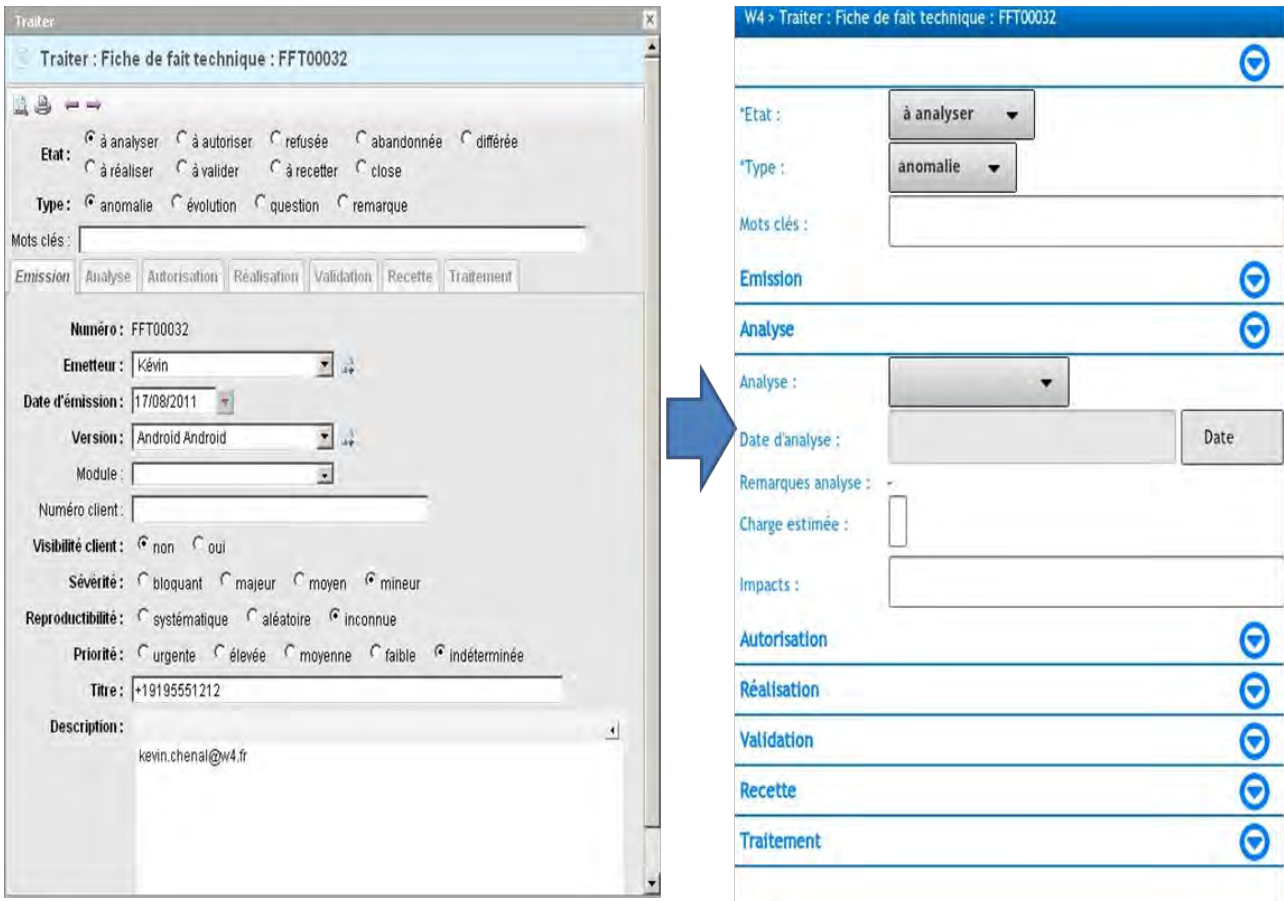 Traiter
Traiter : Fiche de fait technique : FFT00032
Etat :
à analyser à autoriser refusée abandonnée différée
à réaliser à valider à recetter close
Type : anomalie évolution question remarque
Mots clés :
Emission Analyse Autorisation Réalisation Validation Recette Traitement
Numéro : FFT00032
Emetteur : Kévin
Date d'émission : 17/08/2011
Version : Android Android
Module :
Numéro client :
Visibilité client : non oui
Sévérité : bloquant majeur moyen mineur
Reproductibilité : systématique aléatoire inconnue
Priorité : urgente élevée moyenne faible indéterminée
Titre : +19195551212
Description :
kevin.chenal@w4.fr
W4 > Traiter : Fiche de fait technique : FFT00032
*Etat : à analyser
*Type : anomalie
Mots clés :
Emission
Analyse
Analyse :
Date d'analyse : Date
Remarques analyse : -
Charge estimée :
Impacts :
Autorisation
Réalisation
Validation
Recette
Traitement